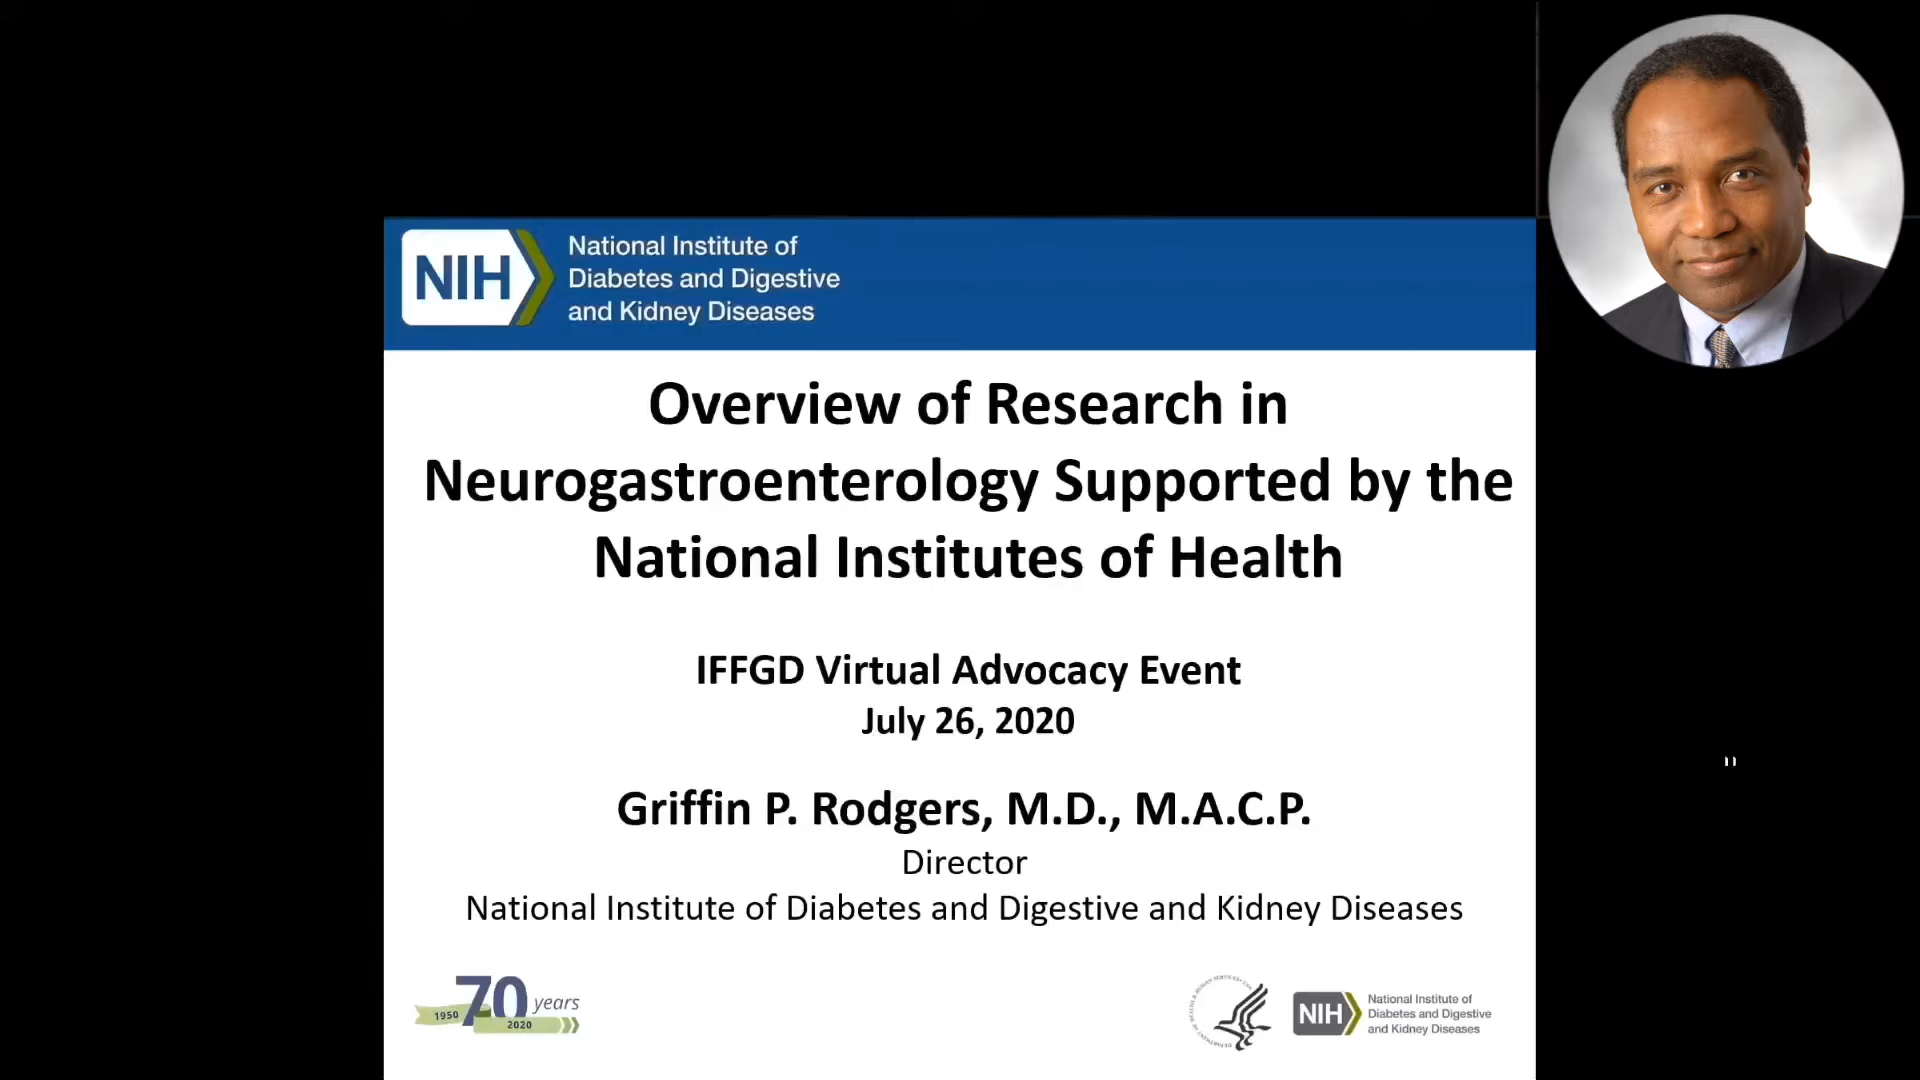 NIH
National Institute of
Diabetes and Digestive
and Kidney Diseases
Overview of Research in
Neurogastroenterology Supported by the
National Institutes of Health
IFFGD Virtual Advocacy Event
July 26, 2020
Griffin P. Rodgers, M.D., M.A.C.P.
Director
National Institute of Diabetes and Digestive and Kidney Diseases
70 years
1950
2020
NIH
National Institute of
Diabetes and Digestive
and Kidney Diseases